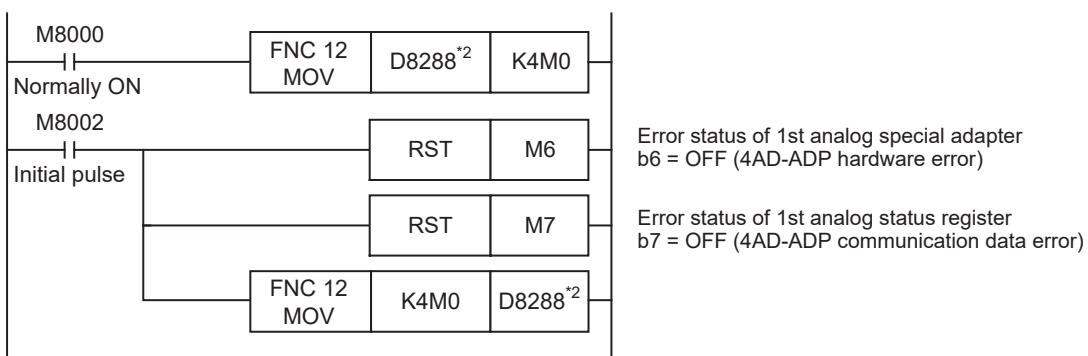 M8000
Normally ON
FNC 12
MOV
D8288*2
K4M0
M8002
Initial pulse
RST
M6
Error status of 1st analog special adapter
b6 = OFF (4AD-ADP hardware error)
RST
M7
Error status of 1st analog status register
b7 = OFF (4AD-ADP communication data error)
FNC 12
MOV
K4M0
D8288*2